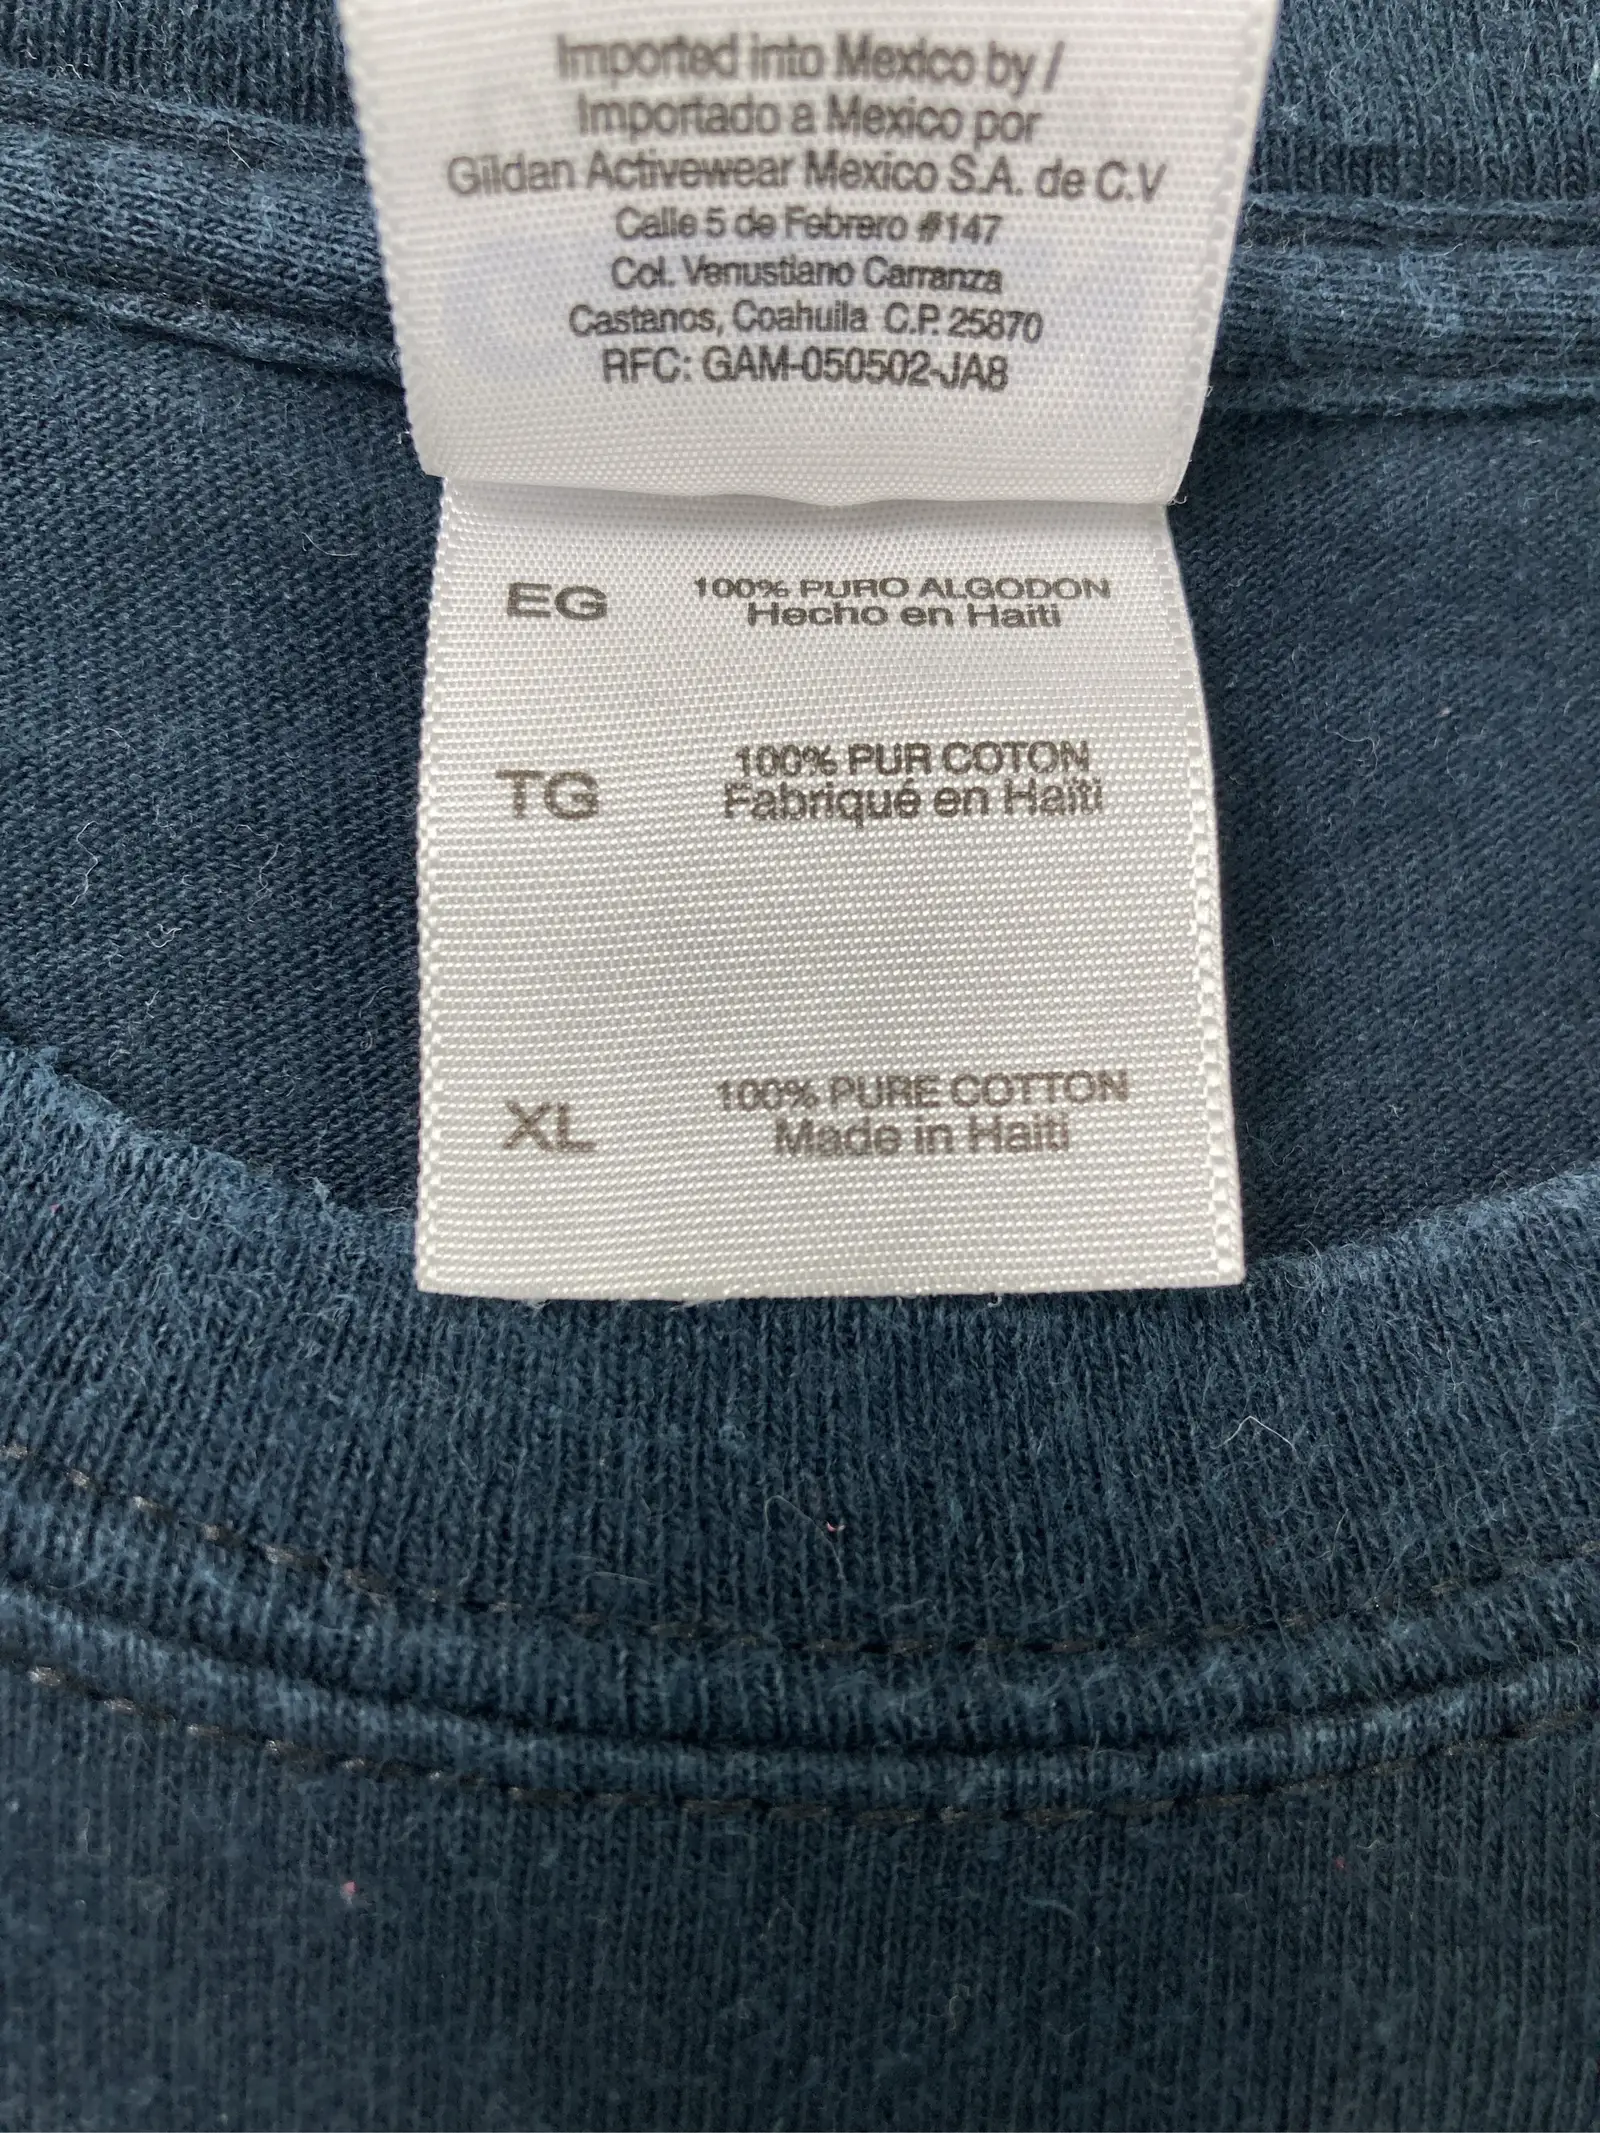 Imported into Mexico by /
Importado a Mexico por
Gildan Activewear Mexico S.A. de C.V
Calle 5 de Febrero #147
Col. Venustiano Carranza
Castanos, Coahuila C.P. 25870
RFC: GAM-050502-JA8
EG 100% PURO ALGODON
Hecho en Haiti
TG 100% PUR COTON
Fabriqué en Haïti
XL 100% PURE COTTON
Made in Haiti